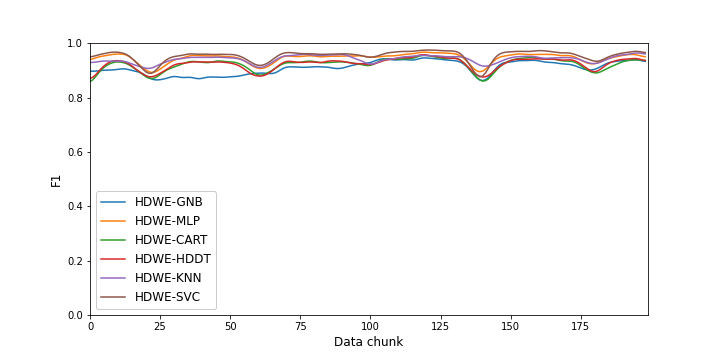 1.0
0.8
0.6
0.4
0.2
0.0
F1
HDWE-GNB
HDWE-MLP
HDWE-CART
HDWE-HDDT
HDWE-KNN
HDWE-SVC
0 25 50 75 100 125 150 175
Data chunk